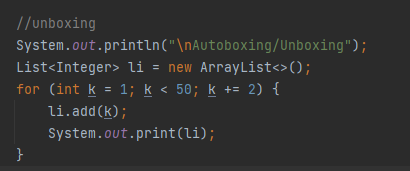 //unboxing
System.out.println("\nAutoboxing/Unboxing");
List<Integer> li = new ArrayList<>();
for (int k = 1; k < 50; k += 2) {
    li.add(k);
    System.out.print(li);
}